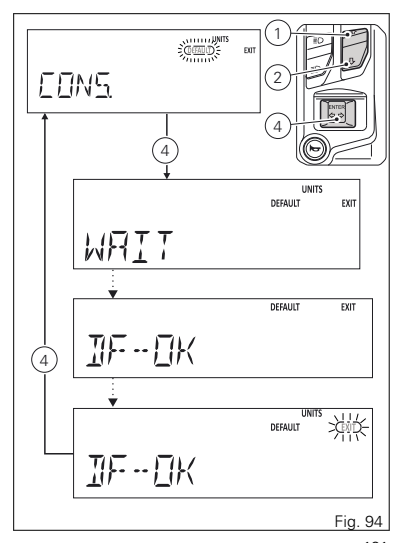 UNITS
DEFAULT EXIT
CONS.
1
2
ENTER
4
4
UNITS
DEFAULT EXIT
WAIT
DEFAULT EXIT
DF--OK
4
UNITS
DEFAULT EXIT
DF--OK
Fig. 94